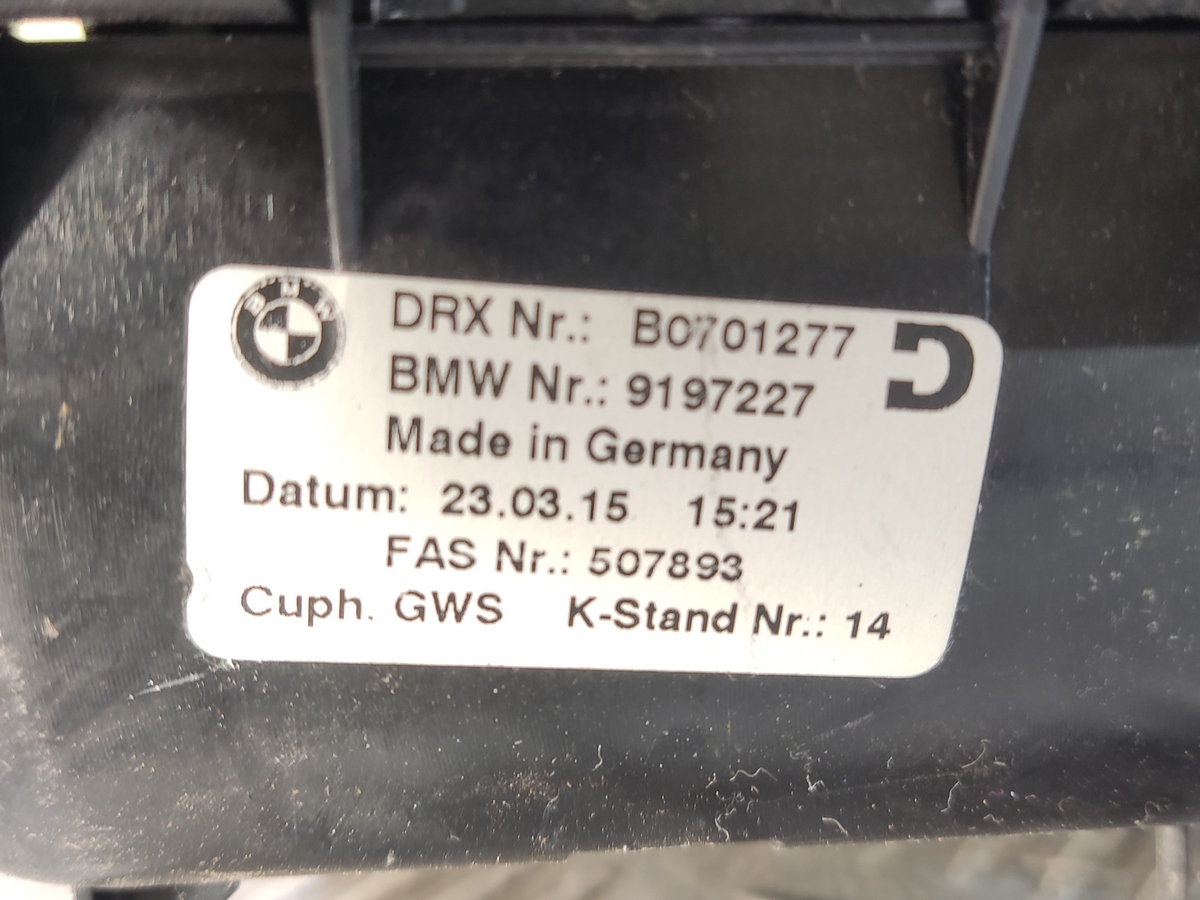 BMW
DRX Nr.: B0701277
BMW Nr.: 9197227
Made in Germany
Datum: 23.03.15 15:21
FAS Nr.: 507893
Cuph. GWS K-Stand Nr.: 14